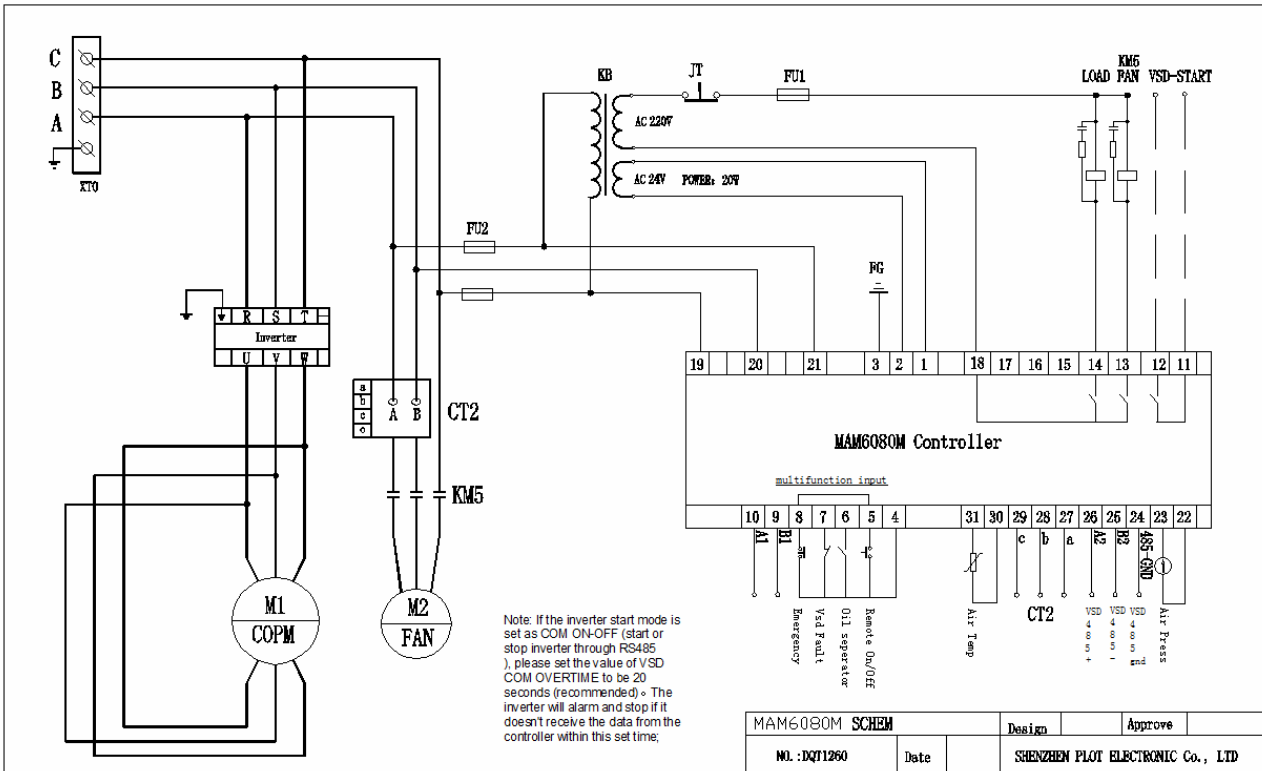 C
B
A
XT0
KB
JT
FU1
LOAD
KM5
FAN
VSD-START
AC 220V
AC 24V
POWER: 20W
FU2
FG
R S T
Inverter
U V W
a
b
c
o
A B
CT2
KM5
M1
COPM
M2
FAN
19 20 21 3 2 1 18 17 16 15 14 13 12 11
MAM6080M Controller
multifunction input
10 9 8 7 6 5 4 31 30 29 28 27 26 25 24 23 22
A1
B1
c
b
a
A2
B2
485-GND
I
Emergency
Vsd Fault
Oil seperator
Remote On/Off
Air Temp
CT2
VSD 485 +
VSD 485 -
VSD 485 gnd
Air Press
Note: If the inverter start mode is
set as COM ON-OFF (start or
stop inverter through RS485
), please set the value of VSD
COM OVERTIME to be 20
seconds (recommended)。The
inverter will alarm and stop if it
doesn't receive the data from the
controller within this set time;
MAM6080M SCHEM
Design
Approve
NO.:DQT1260
Date
SHENZHEN PLOT ELECTRONIC Co., LTD